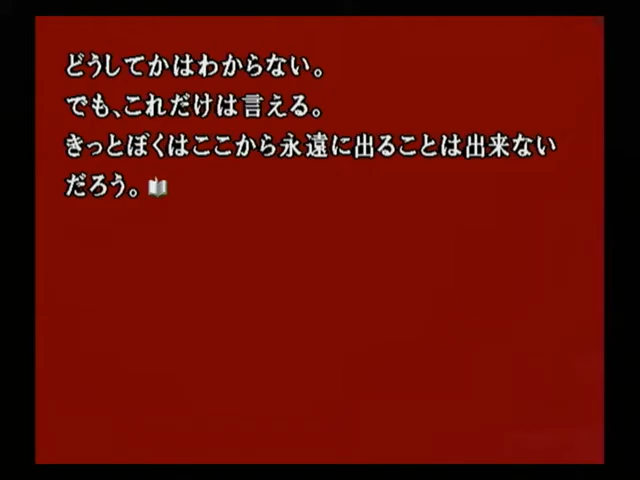 どうしてかはわからない。
でも、これだけは言える。
きっとぼくはここから永遠に出ることは出来ない
だろう。